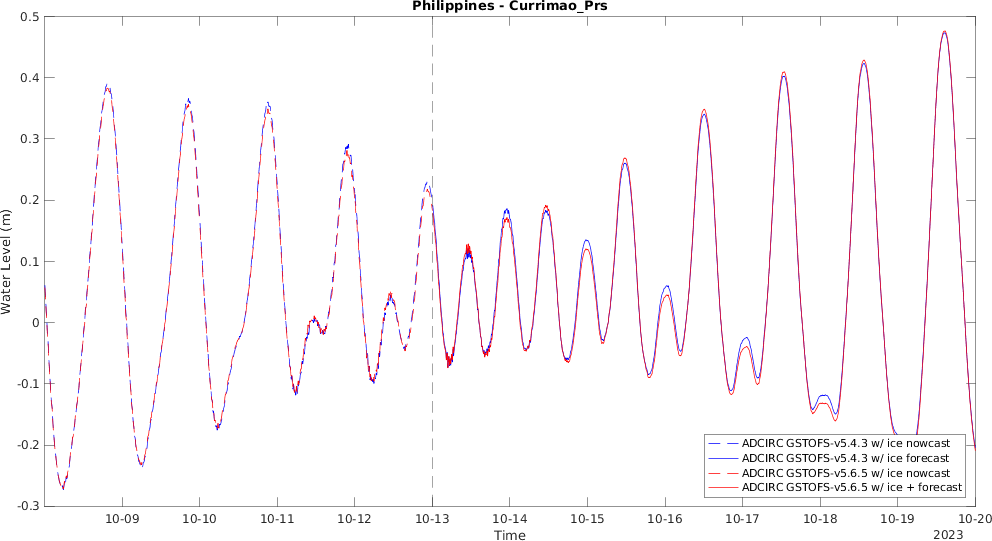 Philippines - Currimao_Prs
0.5
0.4
0.3
0.2
0.1
0
-0.1
-0.2
-0.3
Water Level (m)
10-09 10-10 10-11 10-12 10-13 10-14 10-15 10-16 10-17 10-18 10-19 10-20
Time
2023
ADCIRC GSTOFS-v5.4.3 w/ ice nowcast
ADCIRC GSTOFS-v5.4.3 w/ ice forecast
ADCIRC GSTOFS-v5.6.5 w/ ice nowcast
ADCIRC GSTOFS-v5.6.5 w/ ice + forecast